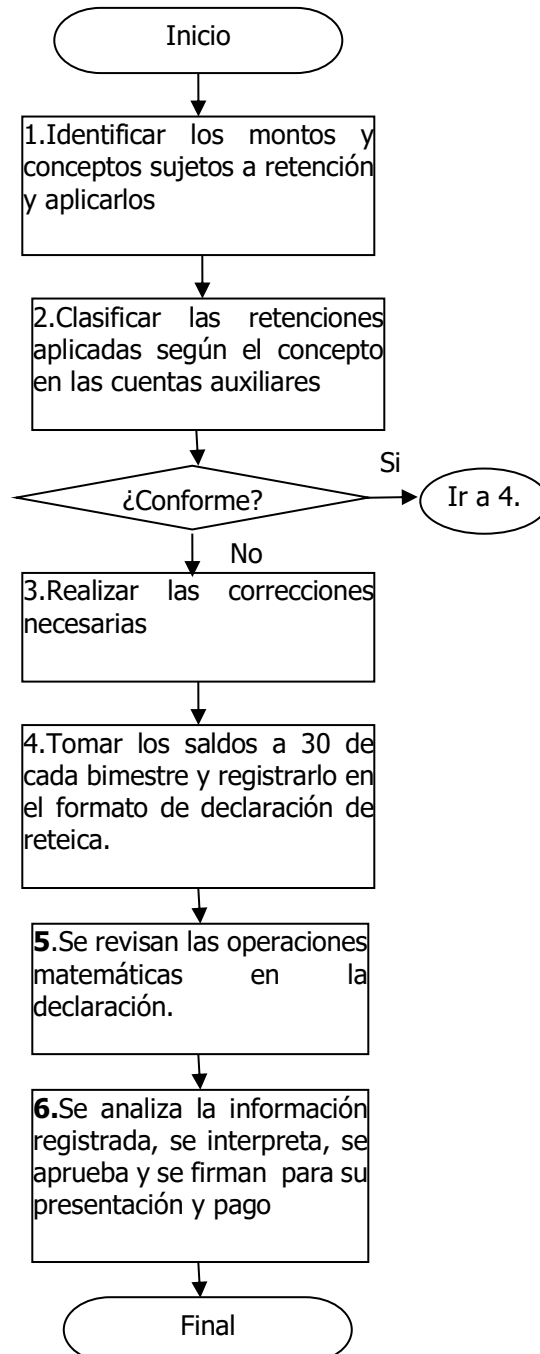 Inicio
1.Identificar los montos y
conceptos sujetos a retención
y aplicarlos
2.Clasificar las retenciones
aplicadas según el concepto
en las cuentas auxiliares
Si
¿Conforme?
Ir a 4.
No
3.Realizar las correcciones
necesarias
4.Tomar los saldos a 30 de
cada bimestre y registrarlo en
el formato de declaración de
reteica.
5.Se revisan las operaciones
matemáticas en la
declaración.
6.Se analiza la información
registrada, se interpreta, se
aprueba y se firman para su
presentación y pago
Final